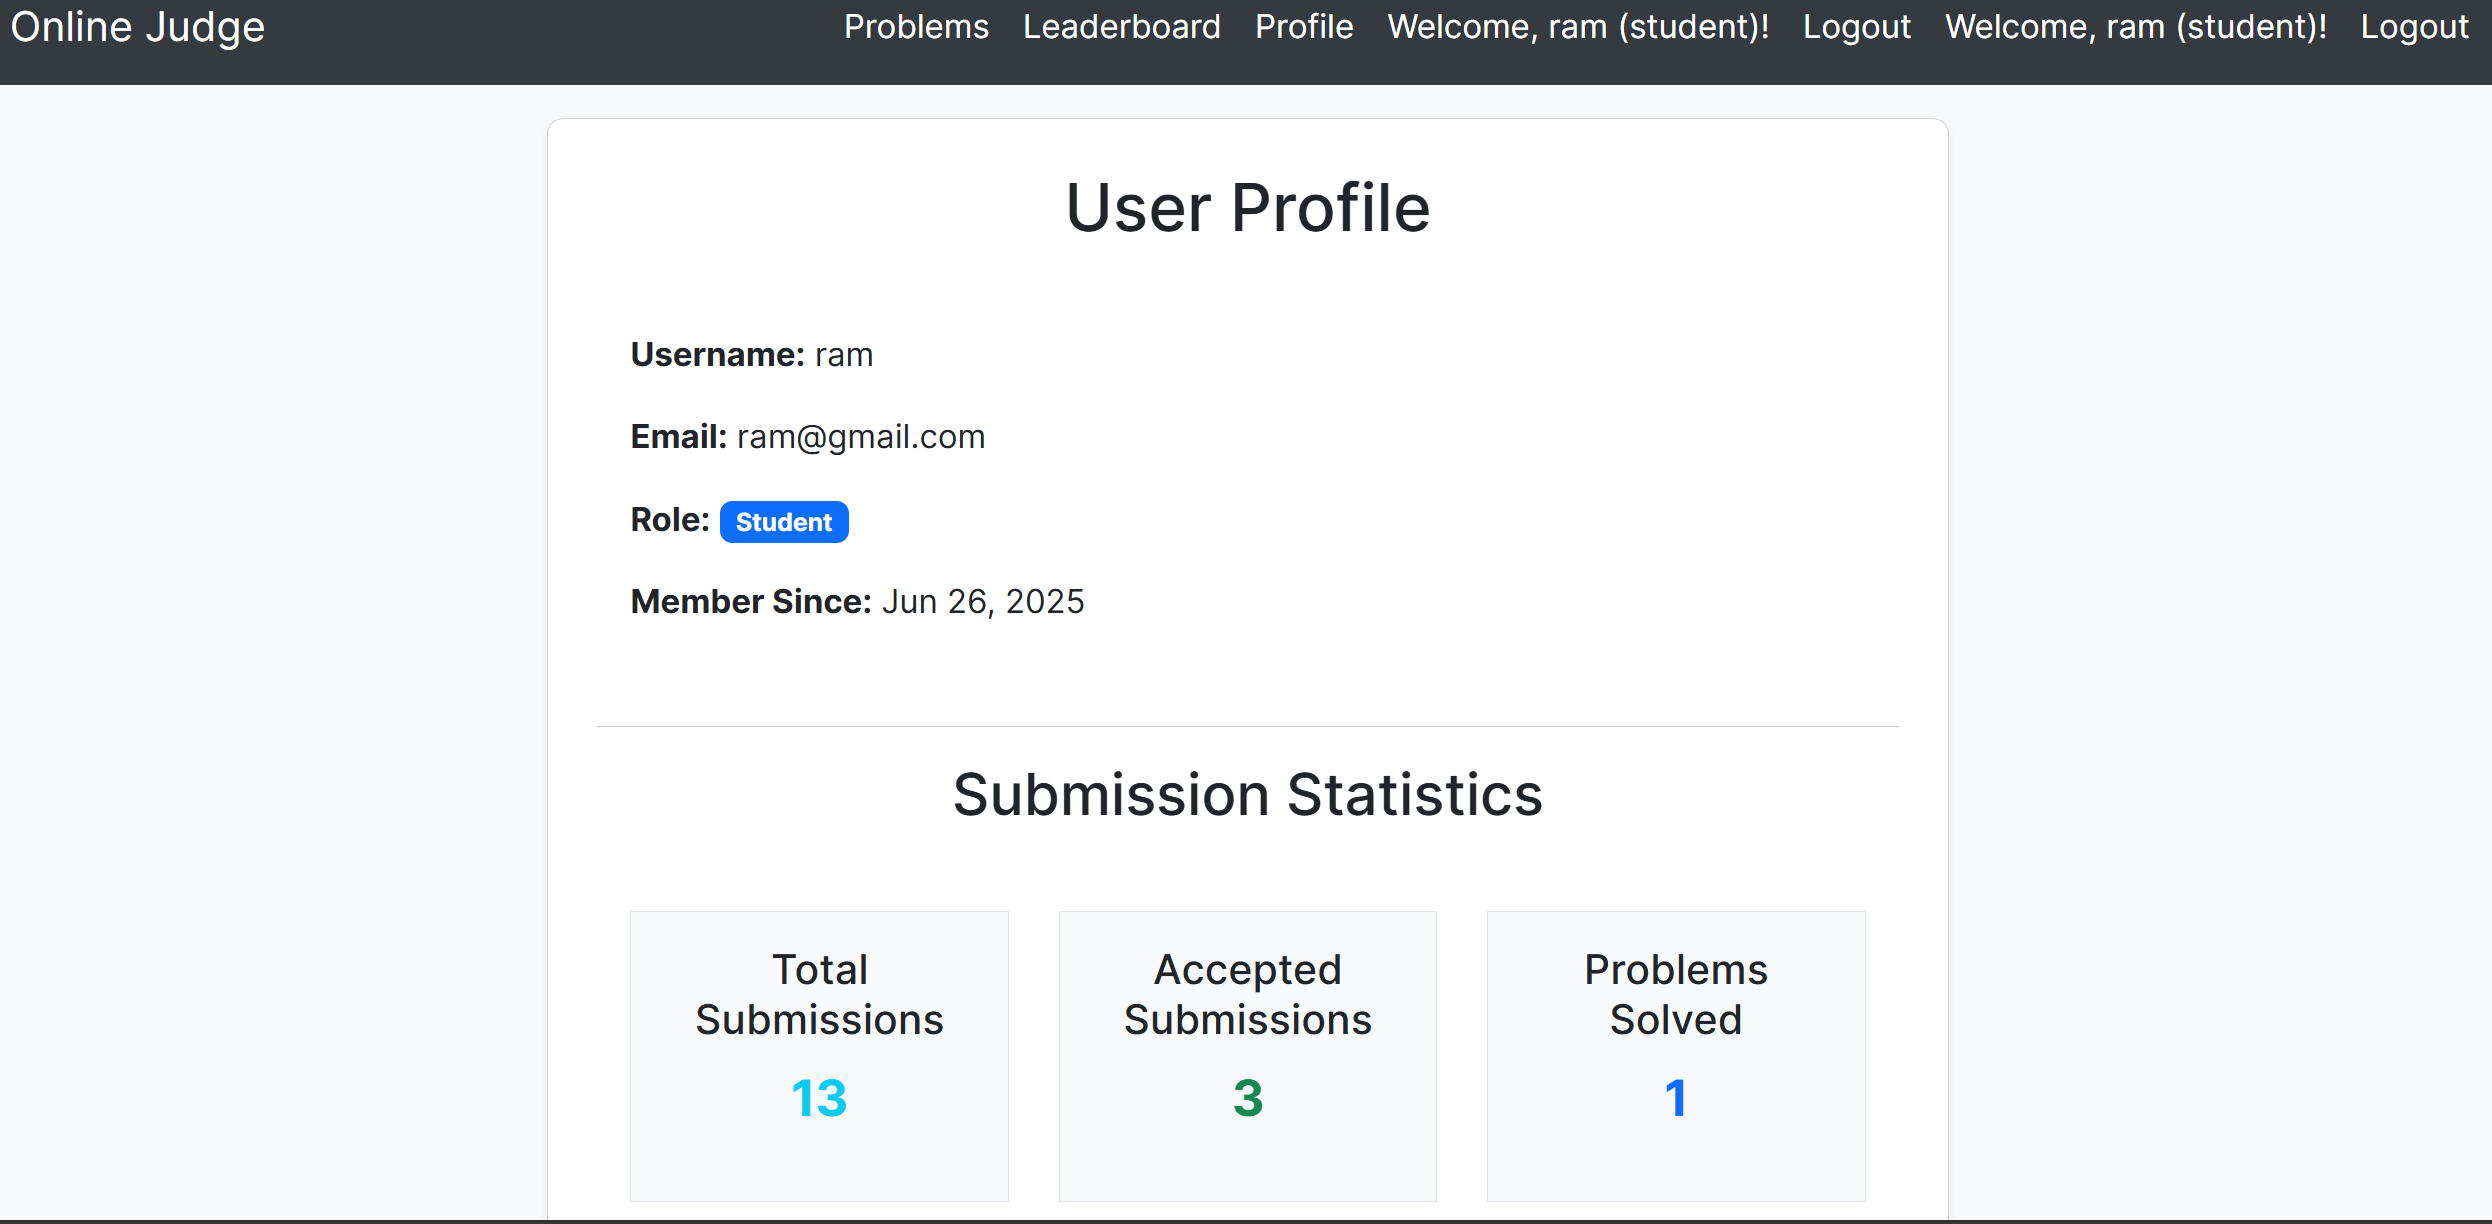 Online Judge Problems Leaderboard Profile Welcome, ram (student)! Logout Welcome, ram (student)! Logout
User Profile
Username: ram
Email: ram@gmail.com
Role: Student
Member Since: Jun 26, 2025
Submission Statistics
Total
Submissions
13
Accepted
Submissions
3
Problems
Solved
1